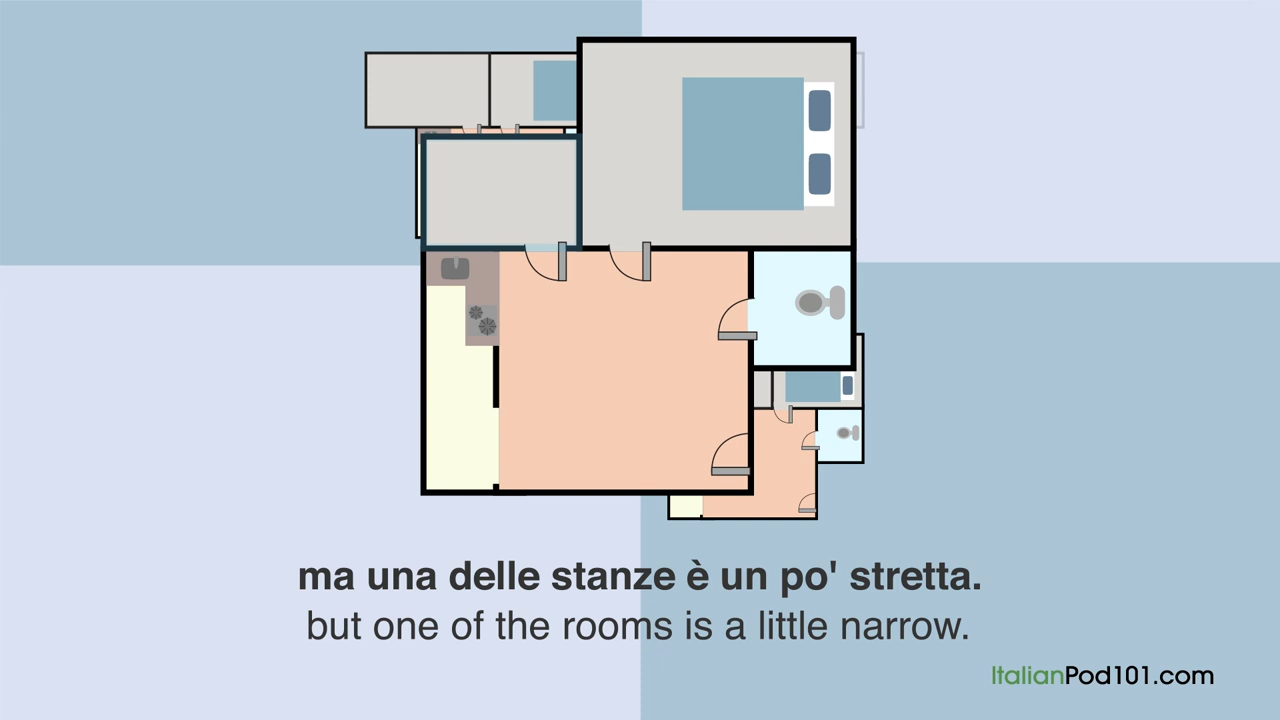 ma una delle stanze è un po' stretta.
but one of the rooms is a little narrow.
ItalianPod101.com